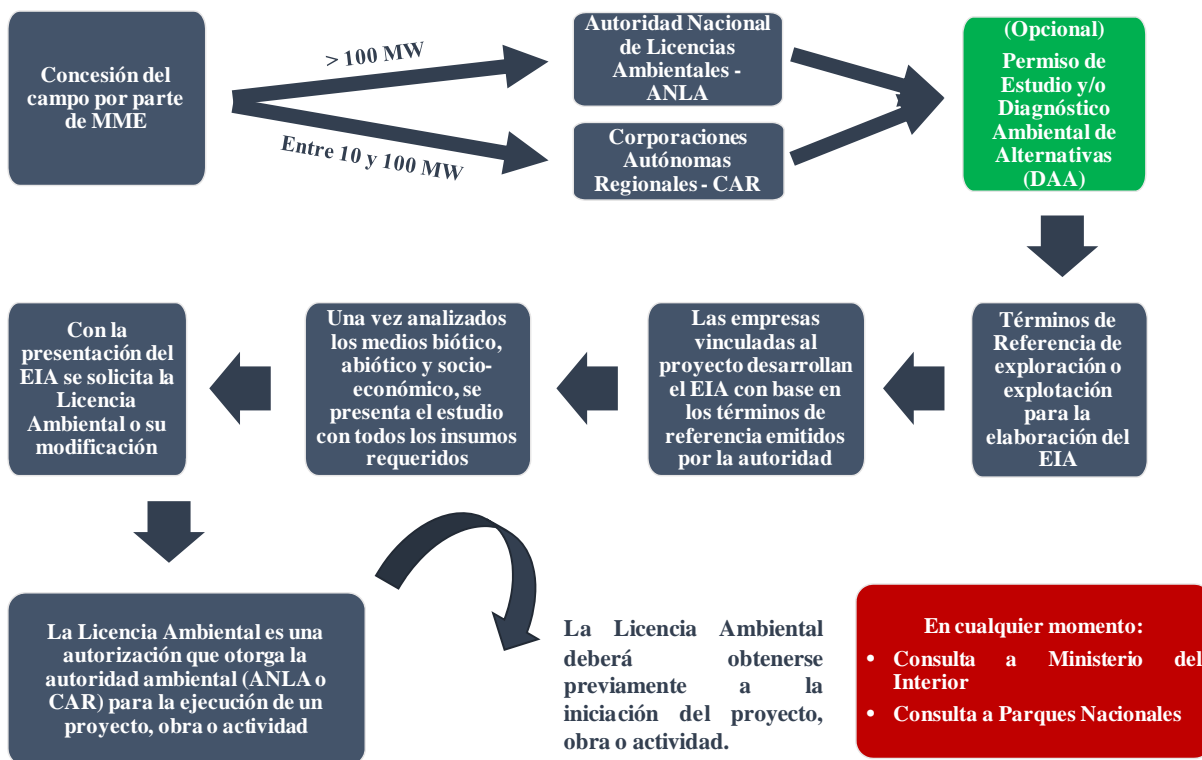 Concesión del
campo por parte
de MME
> 100 MW
Entre 10 y 100 MW
Autoridad Nacional
de Licencias
Ambientales -
ANLA
Corporaciones
Autónomas
Regionales - CAR
(Opcional)
Permiso de
Estudio y/o
Diagnóstico
Ambiental de
Alternativas
(DAA)
Términos de
Referencia de
exploración o
explotación
para la
elaboración del
EIA
Las empresas
vinculadas al
proyecto desarrollan
el EIA con base en
los términos de
referencia emitidos
por la autoridad
Una vez analizados
los medios biótico,
abiótico y socio-
económico, se
presenta el estudio
con todos los insumos
requeridos
Con la
presentación del
EIA se solicita la
Licencia
Ambiental o su
modificación
La Licencia Ambiental es una
autorización que otorga la
autoridad ambiental (ANLA o
CAR) para la ejecución de un
proyecto, obra o actividad
La Licencia Ambiental
deberá obtenerse
previamente a la
iniciación del proyecto,
obra o actividad.
En cualquier momento:
• Consulta a Ministerio del
Interior
• Consulta a Parques Nacionales